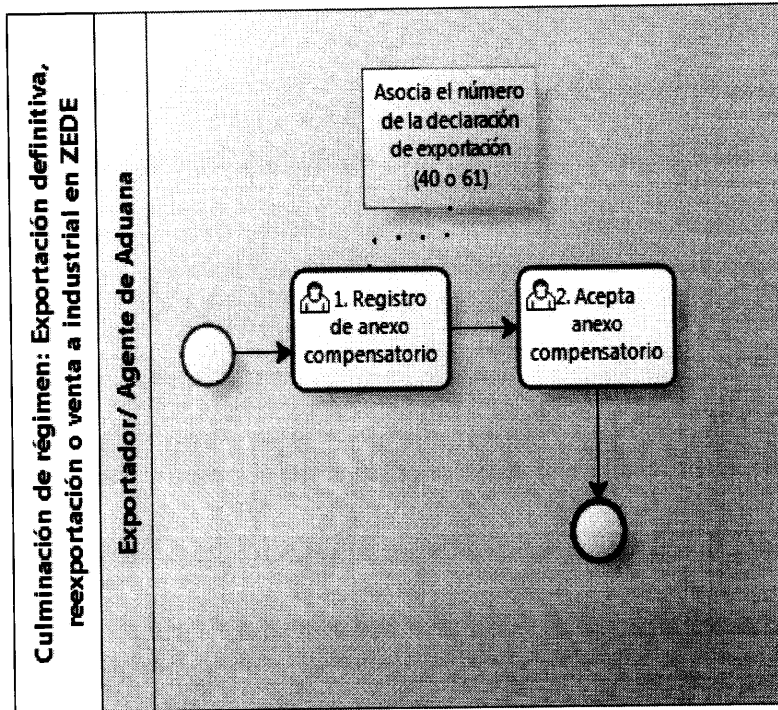 Culminación de régimen: Exportación definitiva,
reexportación o venta a industrial en ZEDE
Exportador/ Agente de Aduana
Asocia el número
de la declaración
de exportación
(40 o 61)
1. Registro
de anexo
compensatorio
2. Acepta
anexo
compensatorio